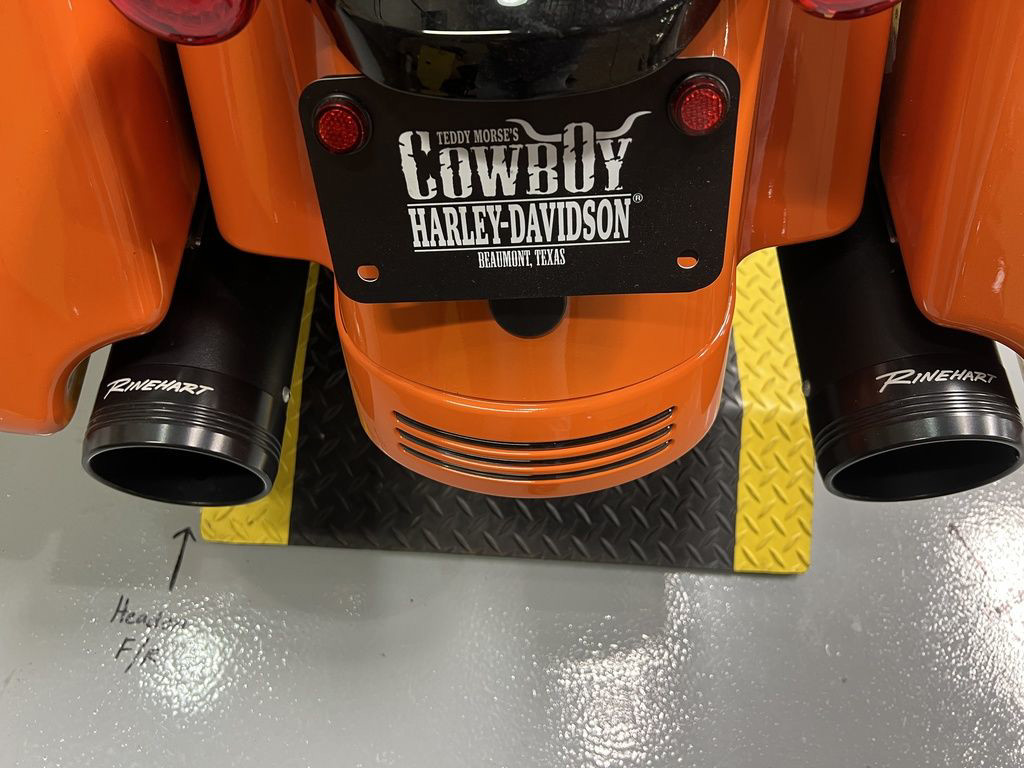 TEDDY MORSE'S
COWBOY
HARLEY-DAVIDSON®
BEAUMONT, TEXAS
RINEHART
RINEHART
F/R